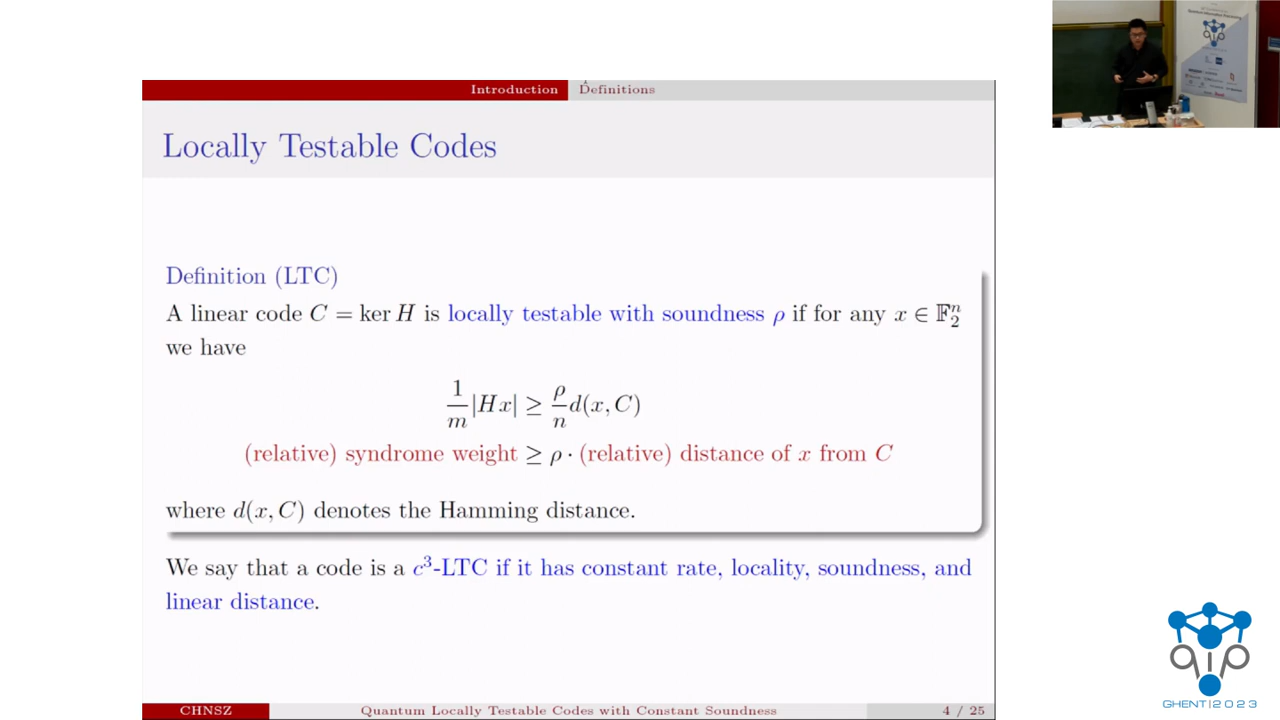 Introduction
Definitions
Locally Testable Codes
Definition (LTC)
A linear code C = ker H is locally testable with soundness ρ if for any x ∈ 𝔽₂ⁿ
we have
1/m |Hx| ≥ ρ/n d(x, C)
(relative) syndrome weight ≥ ρ · (relative) distance of x from C
where d(x, C) denotes the Hamming distance.
We say that a code is a c³-LTC if it has constant rate, locality, soundness, and
linear distance.
CHNSZ
Quantum Locally Testable Codes with Constant Soundness
4 / 25
qip
GHENT|2023